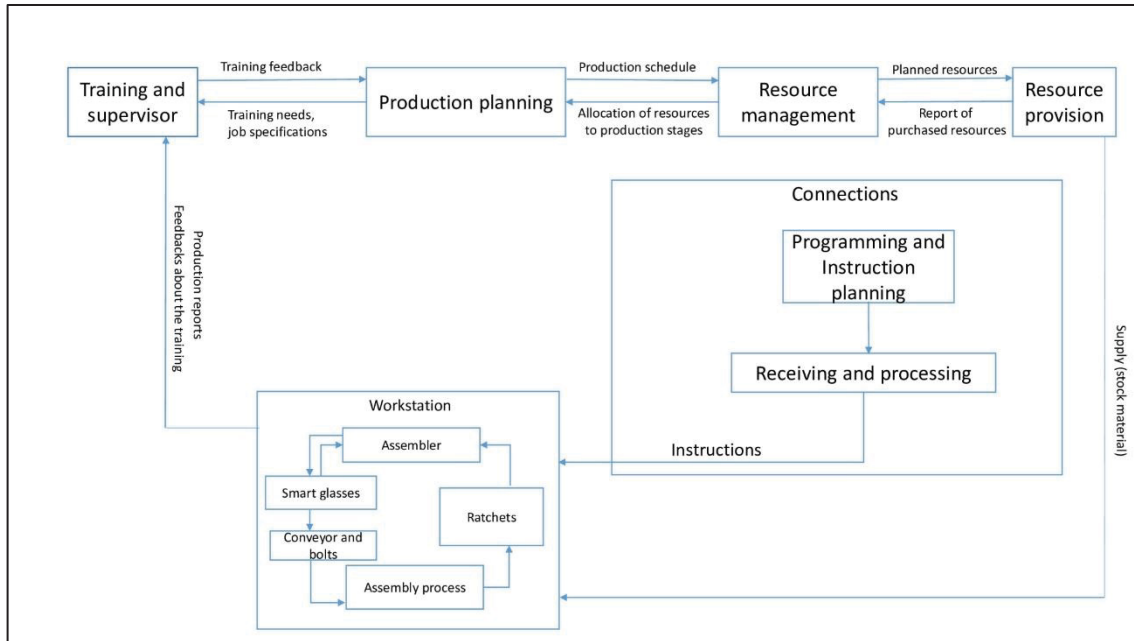 Training and
supervisor
Training feedback
Training needs,
job specifications
Production planning
Production schedule
Allocation of resources
to production stages
Resource
management
Planned resources
Report of
purchased resources
Resource
provision
Connections
Programming and
Instruction
planning
Receiving and processing
Instructions
Supply (stock material)
Production reports
Feedbacks about the training
Workstation
Assembler
Smart glasses
Conveyor and
bolts
Assembly process
Ratchets